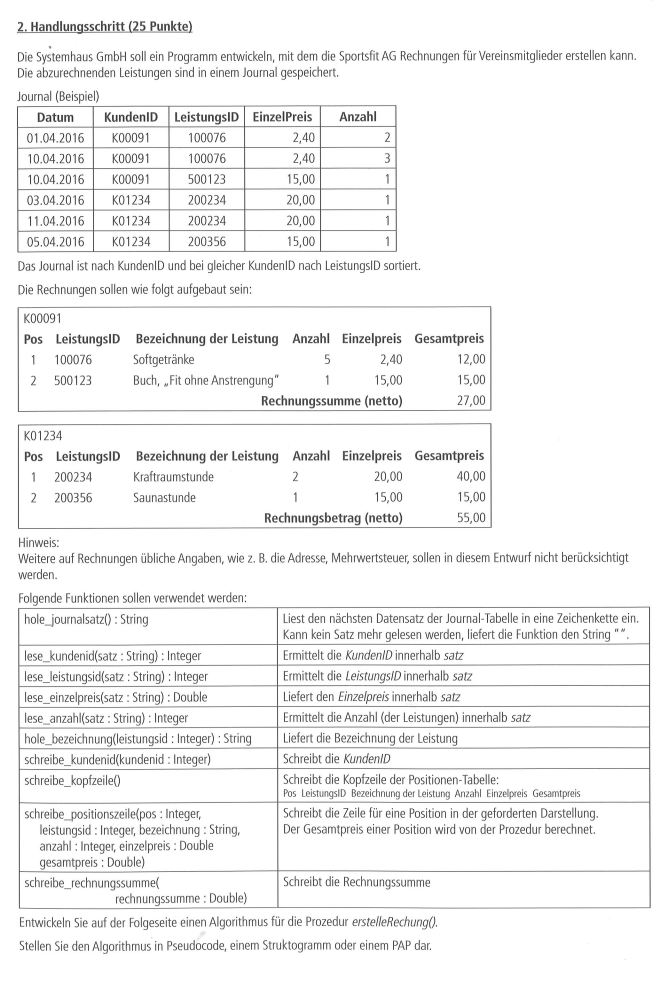 2. Handlungsschritt (25 Punkte)
Die Systemhaus GmbH soll ein Programm entwickeln, mit dem die Sportsfit AG Rechnungen für Vereinsmitglieder erstellen kann.
Die abzurechnenden Leistungen sind in einem Journal gespeichert.
Journal (Beispiel)
Datum KundenID LeistungsID EinzelPreis Anzahl
01.04.2016 K00091 100076 2,40 2
10.04.2016 K00091 100076 2,40 3
10.04.2016 K00091 500123 15,00 1
03.04.2016 K01234 200234 20,00 1
11.04.2016 K01234 200234 20,00 1
05.04.2016 K01234 200356 15,00 1
Das Journal ist nach KundenID und bei gleicher KundenID nach LeistungsID sortiert.
Die Rechnungen sollen wie folgt aufgebaut sein:
K00091
Pos LeistungsID Bezeichnung der Leistung Anzahl Einzelpreis Gesamtpreis
1 100076 Softgetränke 5 2,40 12,00
2 500123 Buch, „Fit ohne Anstrengung“ 1 15,00 15,00
Rechnungssumme (netto) 27,00
K01234
Pos LeistungsID Bezeichnung der Leistung Anzahl Einzelpreis Gesamtpreis
1 200234 Kraftraumstunde 2 20,00 40,00
2 200356 Saunastunde 1 15,00 15,00
Rechnungsbetrag (netto) 55,00
Hinweis:
Weitere auf Rechnungen übliche Angaben, wie z. B. die Adresse, Mehrwertsteuer, sollen in diesem Entwurf nicht berücksichtigt
werden.
Folgende Funktionen sollen verwendet werden:
hole_journalsatz() : String Liest den nächsten Datensatz der Journal-Tabelle in eine Zeichenkette ein.
Kann kein Satz mehr gelesen werden, liefert die Funktion den String "".
lese_kundenid(satz : String) : Integer Ermittelt die KundenID innerhalb satz
lese_leistungsid(satz : String) : Integer Ermittelt die LeistungsID innerhalb satz
lese_einzelpreis(satz : String) : Double Liefert den Einzelpreis innerhalb satz
lese_anzahl(satz : String) : Integer Ermittelt die Anzahl (der Leistungen) innerhalb satz
hole_bezeichnung(leistungsid : Integer) : String Liefert die Bezeichnung der Leistung
schreibe_kundenid(kundenid : Integer) Schreibt die KundenID
schreibe_kopfzeile() Schreibt die Kopfzeile der Positionen-Tabelle:
Pos LeistungsID Bezeichnung der Leistung Anzahl Einzelpreis Gesamtpreis
schreibe_positionszeile(pos : Integer, Schreibt die Zeile für eine Position in der geforderten Darstellung.
leistungsid : Integer, bezeichnung : String, Der Gesamtpreis einer Position wird von der Prozedur berechnet.
anzahl : Integer, einzelpreis : Double
gesamtpreis : Double)
schreibe_rechnungssumme( Schreibt die Rechnungssumme
rechnungssumme : Double)
Entwickeln Sie auf der Folgeseite einen Algorithmus für die Prozedur erstelleRechung().
Stellen Sie den Algorithmus in Pseudocode, einem Struktogramm oder einem PAP dar.